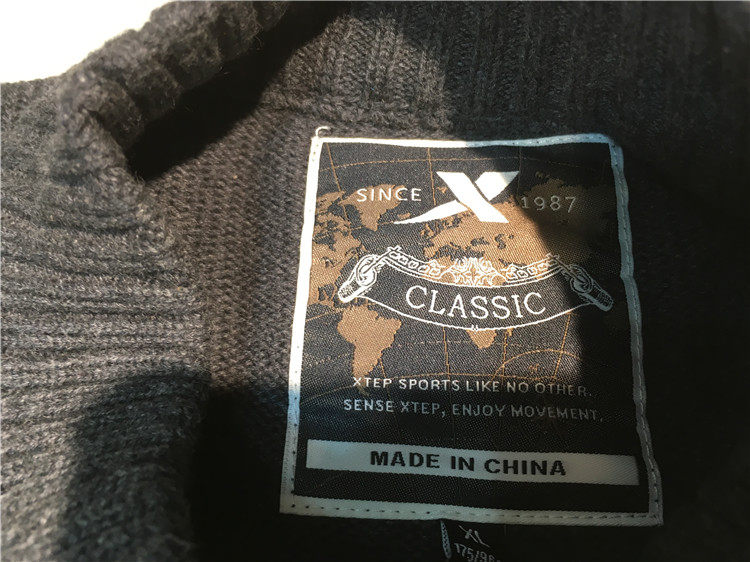 SINCE X 1987
CLASSIC
XTEP SPORTS LIKE NO OTHER.
SENSE XTEP, ENJOY MOVEMENT.
MADE IN CHINA
XL